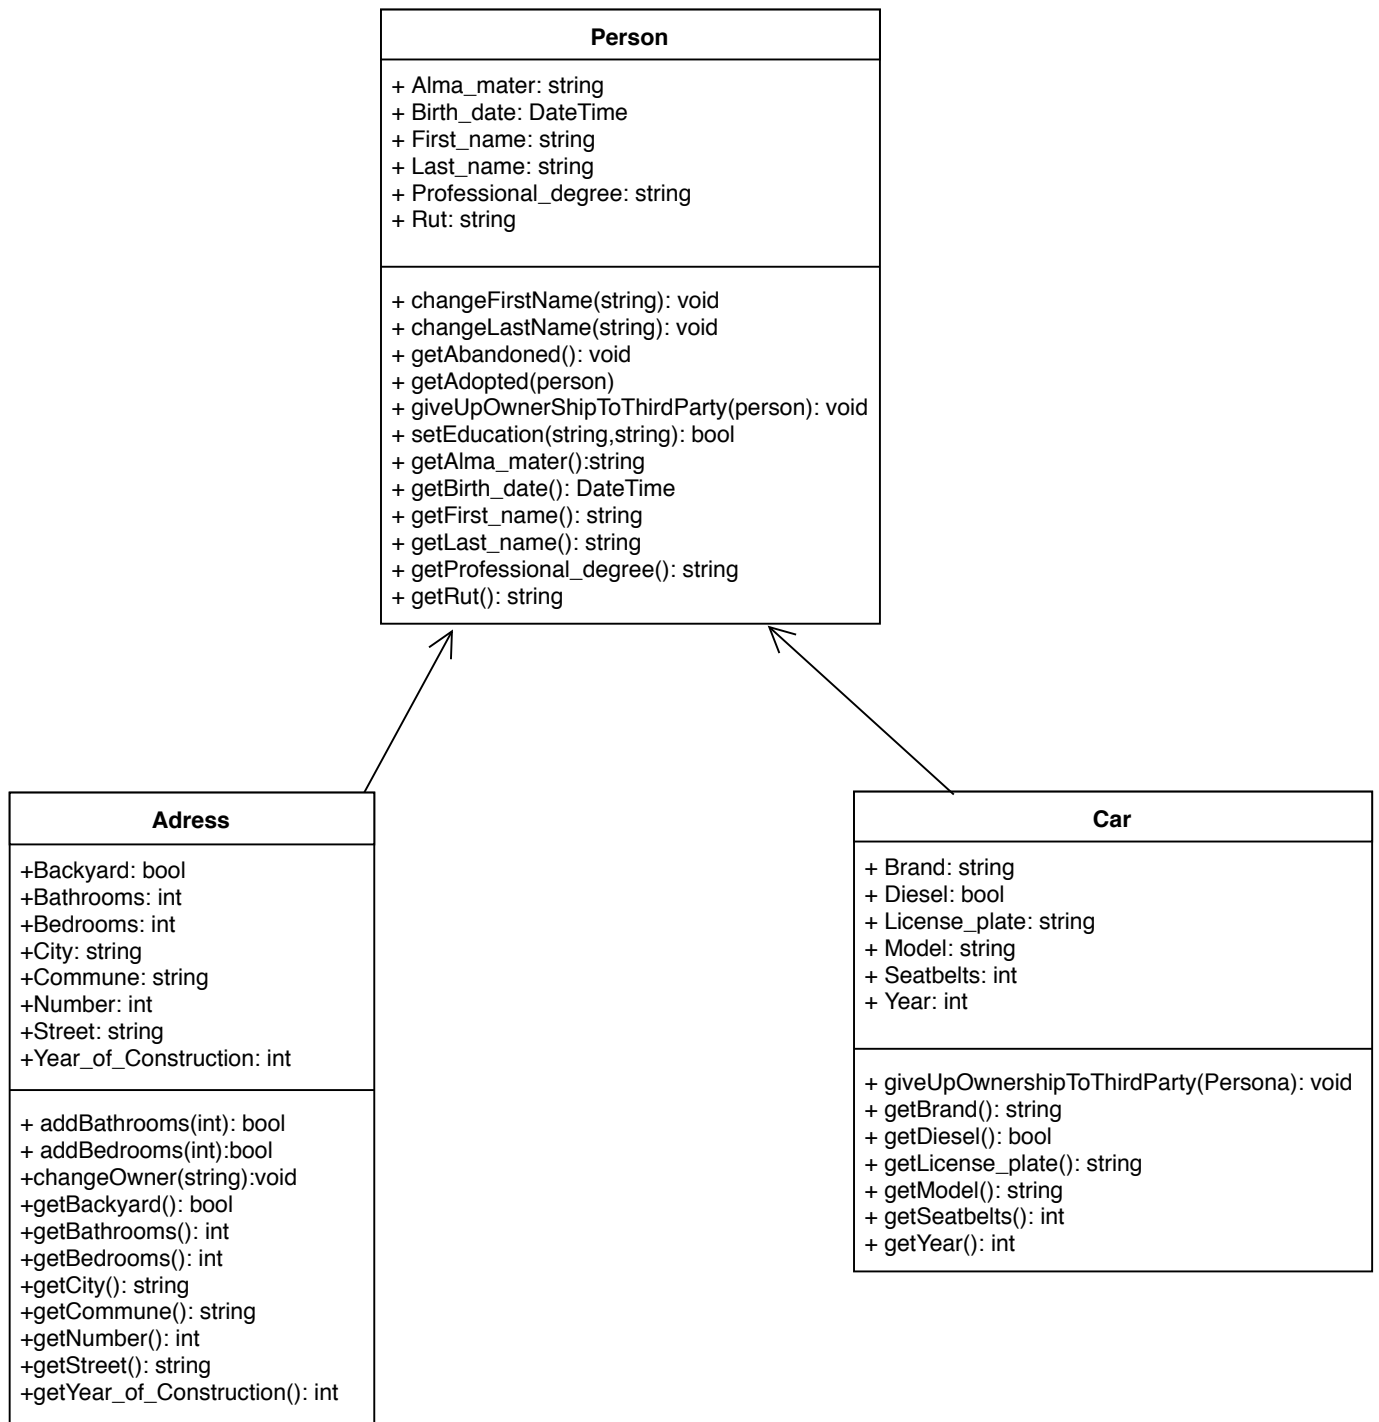 Person
+ Alma_mater: string
+ Birth_date: DateTime
+ First_name: string
+ Last_name: string
+ Professional_degree: string
+ Rut: string
+ changeFirstName(string): void
+ changeLastName(string): void
+ getAbandoned(): void
+ getAdopted(person)
+ giveUpOwnerShipToThirdParty(person): void
+ setEducation(string,string): bool
+ getAlma_mater():string
+ getBirth_date(): DateTime
+ getFirst_name(): string
+ getLast_name(): string
+ getProfessional_degree(): string
+ getRut(): string
Adress
+Backyard: bool
+Bathrooms: int
+Bedrooms: int
+City: string
+Commune: string
+Number: int
+Street: string
+Year_of_Construction: int
+ addBathrooms(int): bool
+ addBedrooms(int):bool
+changeOwner(string):void
+getBackyard(): bool
+getBathrooms(): int
+getBedrooms(): int
+getCity(): string
+getCommune(): string
+getNumber(): int
+getStreet(): string
+getYear_of_Construction(): int
Car
+ Brand: string
+ Diesel: bool
+ License_plate: string
+ Model: string
+ Seatbelts: int
+ Year: int
+ giveUpOwnershipToThirdParty(Persona): void
+ getBrand(): string
+ getDiesel(): bool
+ getLicense_plate(): string
+ getModel(): string
+ getSeatbelts(): int
+ getYear(): int